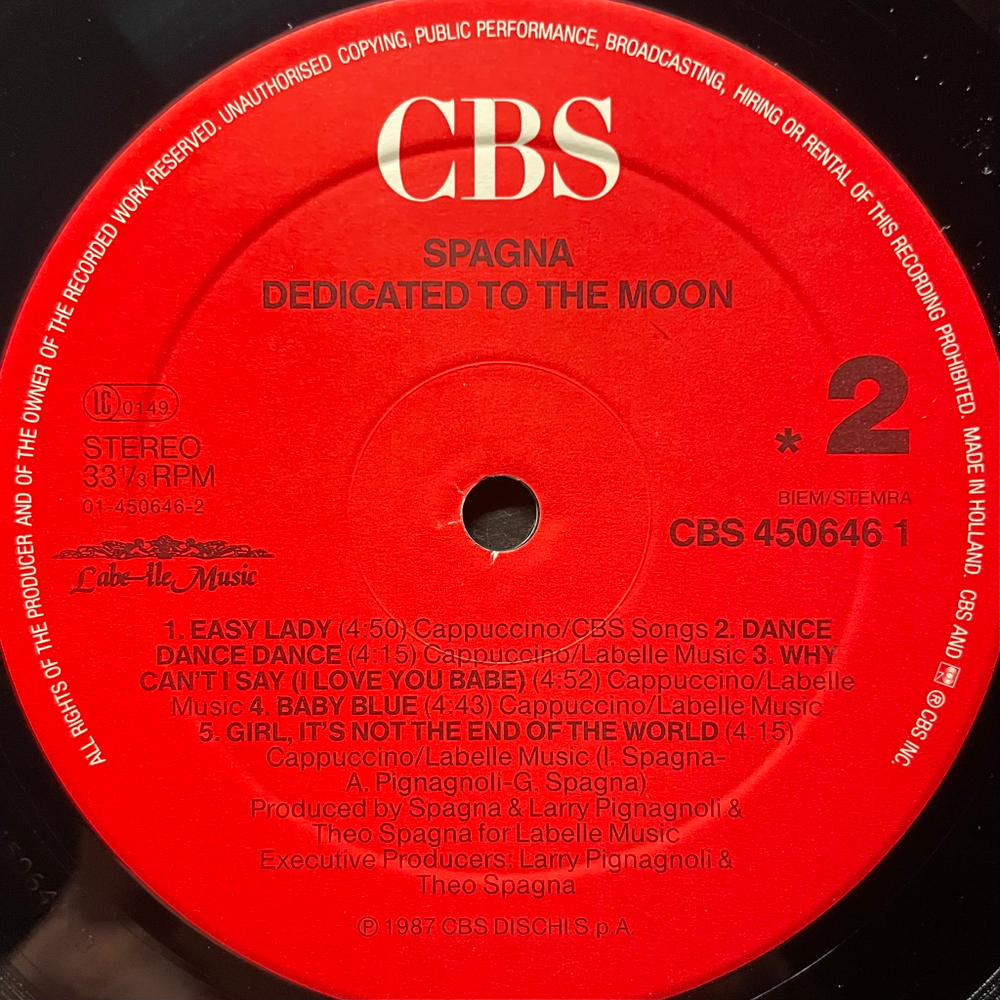 ALL RIGHTS OF THE PRODUCER AND OF THE OWNER OF THE RECORDED WORK RESERVED. UNAUTHORISED COPYING, PUBLIC PERFORMANCE, BROADCASTING, HIRING OR RENTAL OF THIS RECORDING PROHIBITED. MADE IN HOLLAND. CBS AND ® CBS INC.
CBS
SPAGNA
DEDICATED TO THE MOON
LC 0149
STEREO
33 1/3 RPM
01-450646-2
Labe-lle Music
* 2
BIEM/STEMRA
CBS 450646 1
1. EASY LADY (4:50) Cappuccino/CBS Songs 2. DANCE
DANCE DANCE (4:15) Cappuccino/Labelle Music 3. WHY
CAN'T I SAY (I LOVE YOU BABE) (4:52) Cappuccino/Labelle
Music 4. BABY BLUE (4:43) Cappuccino/Labelle Music
5. GIRL, IT'S NOT THE END OF THE WORLD (4:15)
Cappuccino/Labelle Music (I. Spagna-
A. Pignagnoli-G. Spagna)
Produced by Spagna & Larry Pignagnoli &
Theo Spagna for Labelle Music
Executive Producers: Larry Pignagnoli &
Theo Spagna
℗ 1987 CBS DISCHI S.p.A.